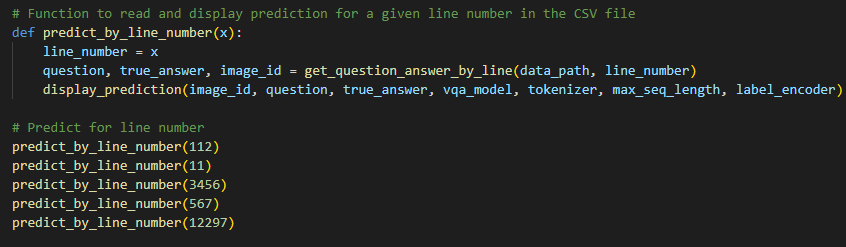 # Function to read and display prediction for a given line number in the CSV file
def predict_by_line_number(x):
    line_number = x
    question, true_answer, image_id = get_question_answer_by_line(data_path, line_number)
    display_prediction(image_id, question, true_answer, vqa_model, tokenizer, max_seq_length, label_encoder)

# Predict for line number
predict_by_line_number(112)
predict_by_line_number(11)
predict_by_line_number(3456)
predict_by_line_number(567)
predict_by_line_number(12297)